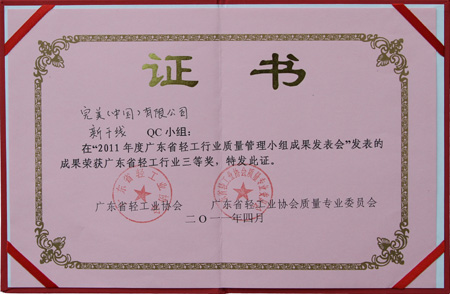 证 书
完美(中国)有限公司
新干线 QC 小组:
在“2011 年度广东省轻工行业质量管理小组成果发表会”发表的
成果荣获广东省轻工行业三等奖,特发此证。
广东省轻工业协会 广东省轻工业协会质量专业委员会
二〇一一年四月